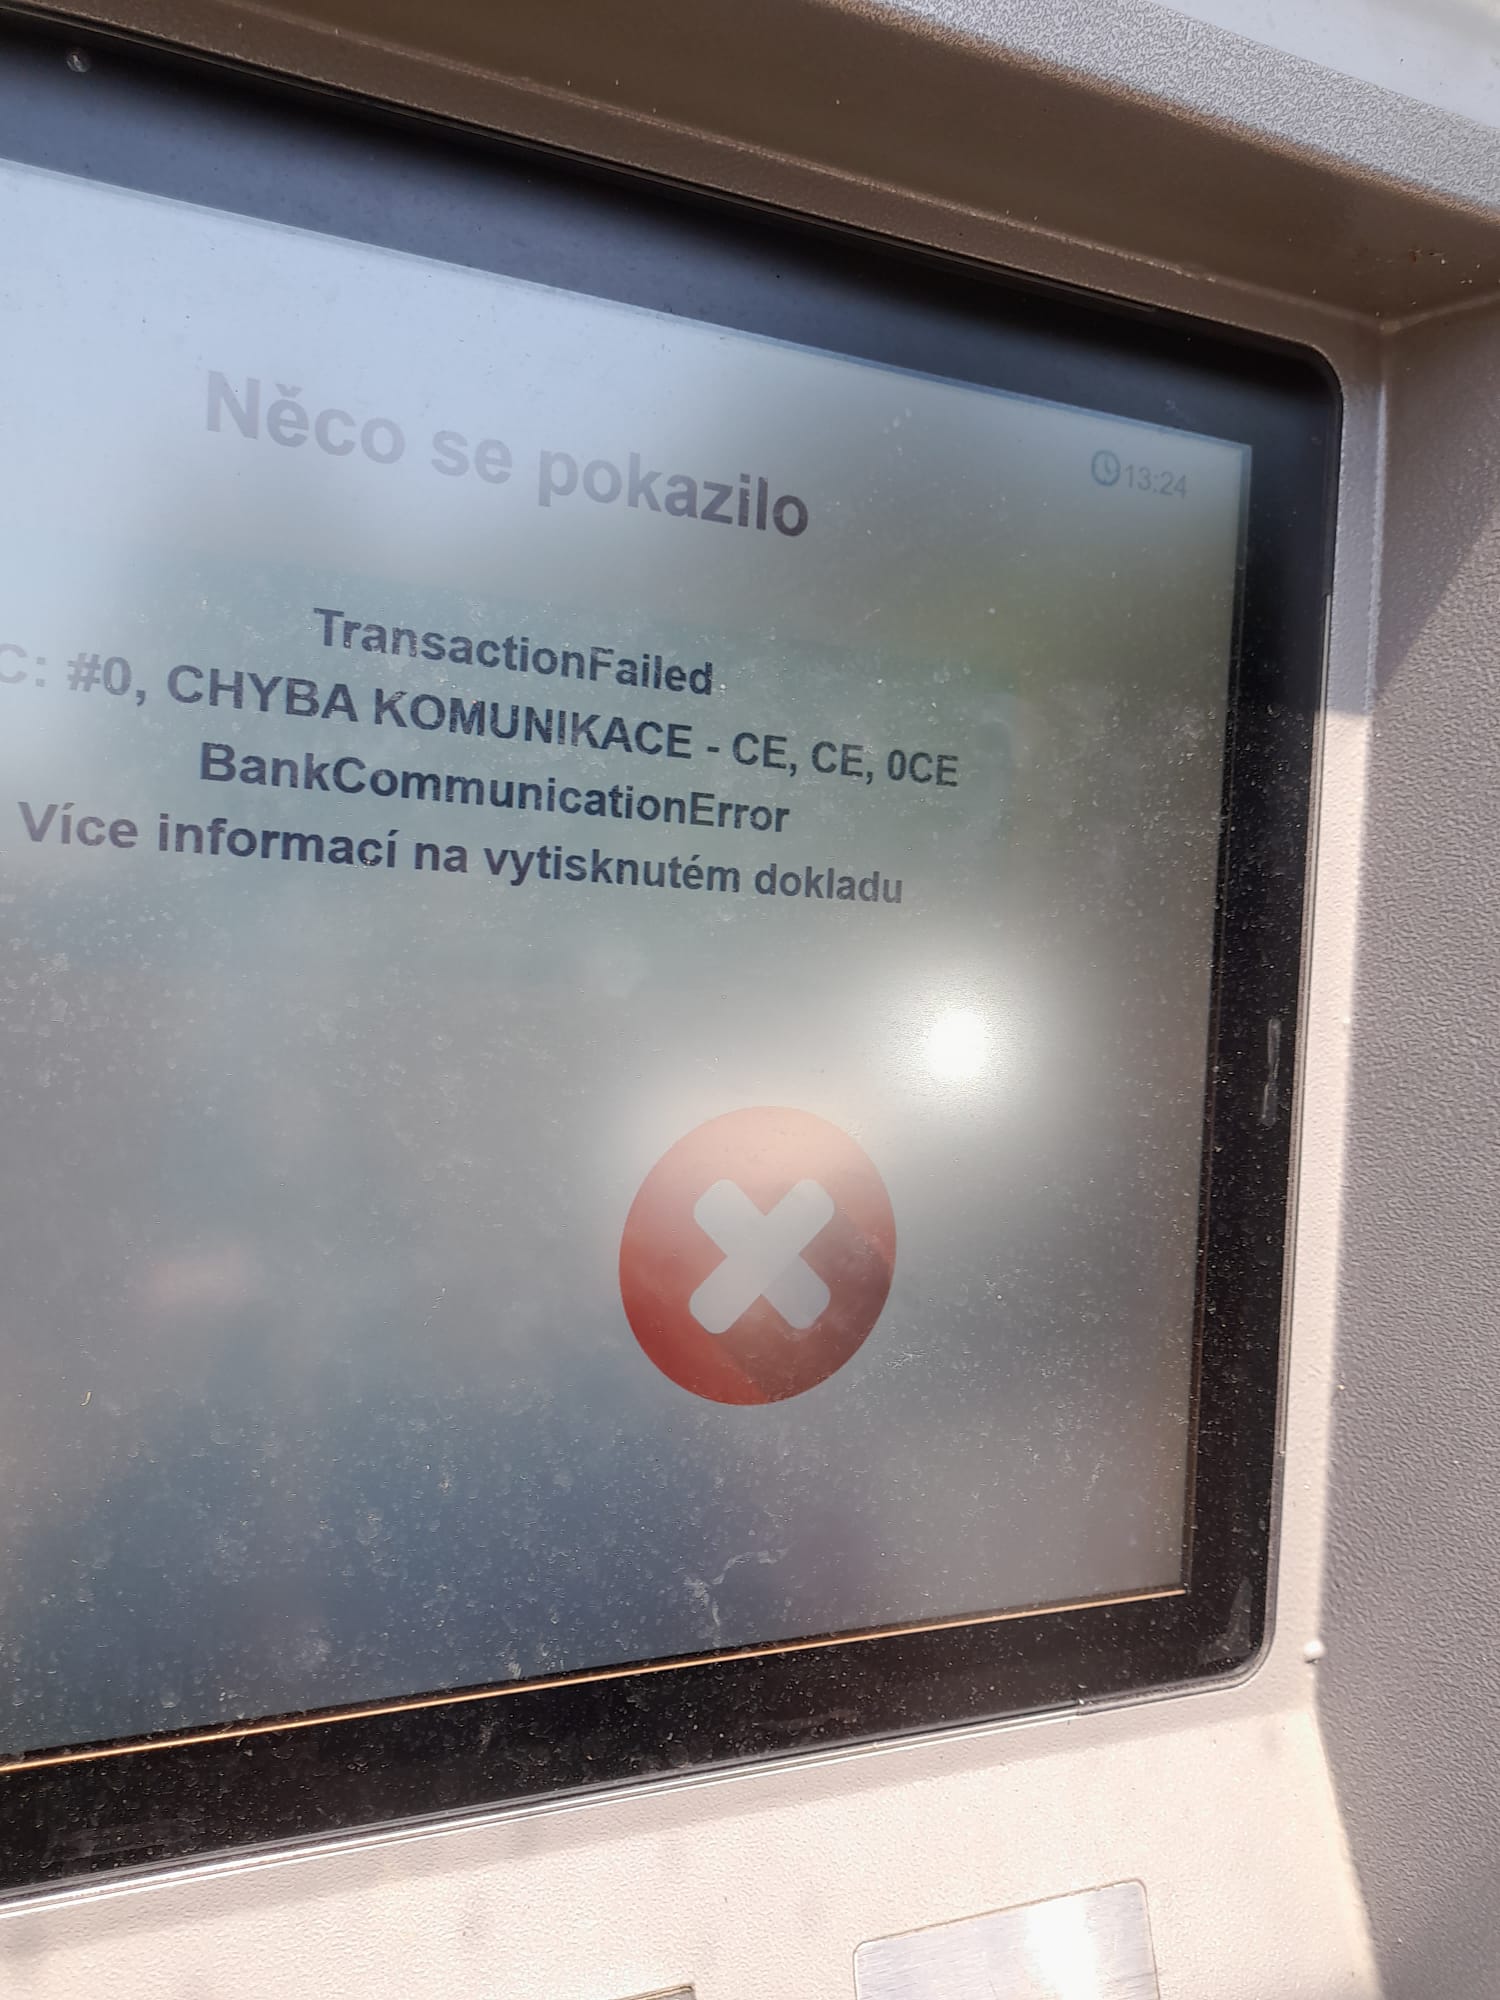 Něco se pokazilo
13:24
TransactionFailed
C: #0, CHYBA KOMUNIKACE - CE, CE, 0CE
BankCommunicationError
Více informací na vytisknutém dokladu